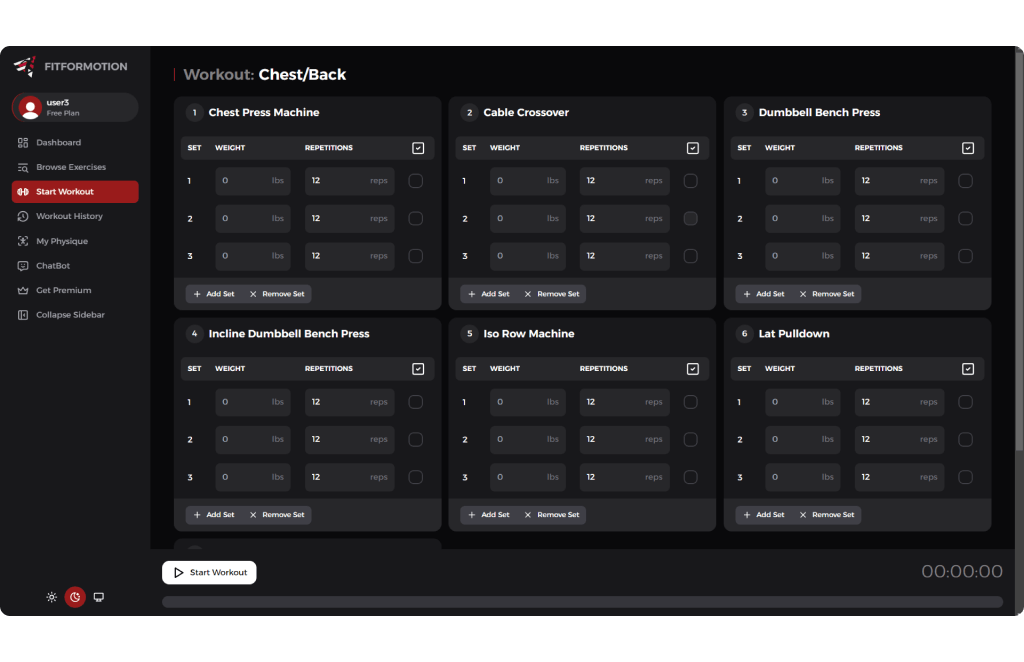 FITFORMOTION
user3
Free Plan
Dashboard
Browse Exercises
Start Workout
Workout History
My Physique
ChatBot
Get Premium
Collapse Sidebar
Workout: Chest/Back
1 Chest Press Machine
SET WEIGHT REPETITIONS
1 0 lbs 12 reps
2 0 lbs 12 reps
3 0 lbs 12 reps
Add Set Remove Set
2 Cable Crossover
SET WEIGHT REPETITIONS
1 0 lbs 12 reps
2 0 lbs 12 reps
3 0 lbs 12 reps
Add Set Remove Set
3 Dumbbell Bench Press
SET WEIGHT REPETITIONS
1 0 lbs 12 reps
2 0 lbs 12 reps
3 0 lbs 12 reps
Add Set Remove Set
4 Incline Dumbbell Bench Press
SET WEIGHT REPETITIONS
1 0 lbs 12 reps
2 0 lbs 12 reps
3 0 lbs 12 reps
Add Set Remove Set
5 Iso Row Machine
SET WEIGHT REPETITIONS
1 0 lbs 12 reps
2 0 lbs 12 reps
3 0 lbs 12 reps
Add Set Remove Set
6 Lat Pulldown
SET WEIGHT REPETITIONS
1 0 lbs 12 reps
2 0 lbs 12 reps
3 0 lbs 12 reps
Add Set Remove Set
Start Workout
00:00:00